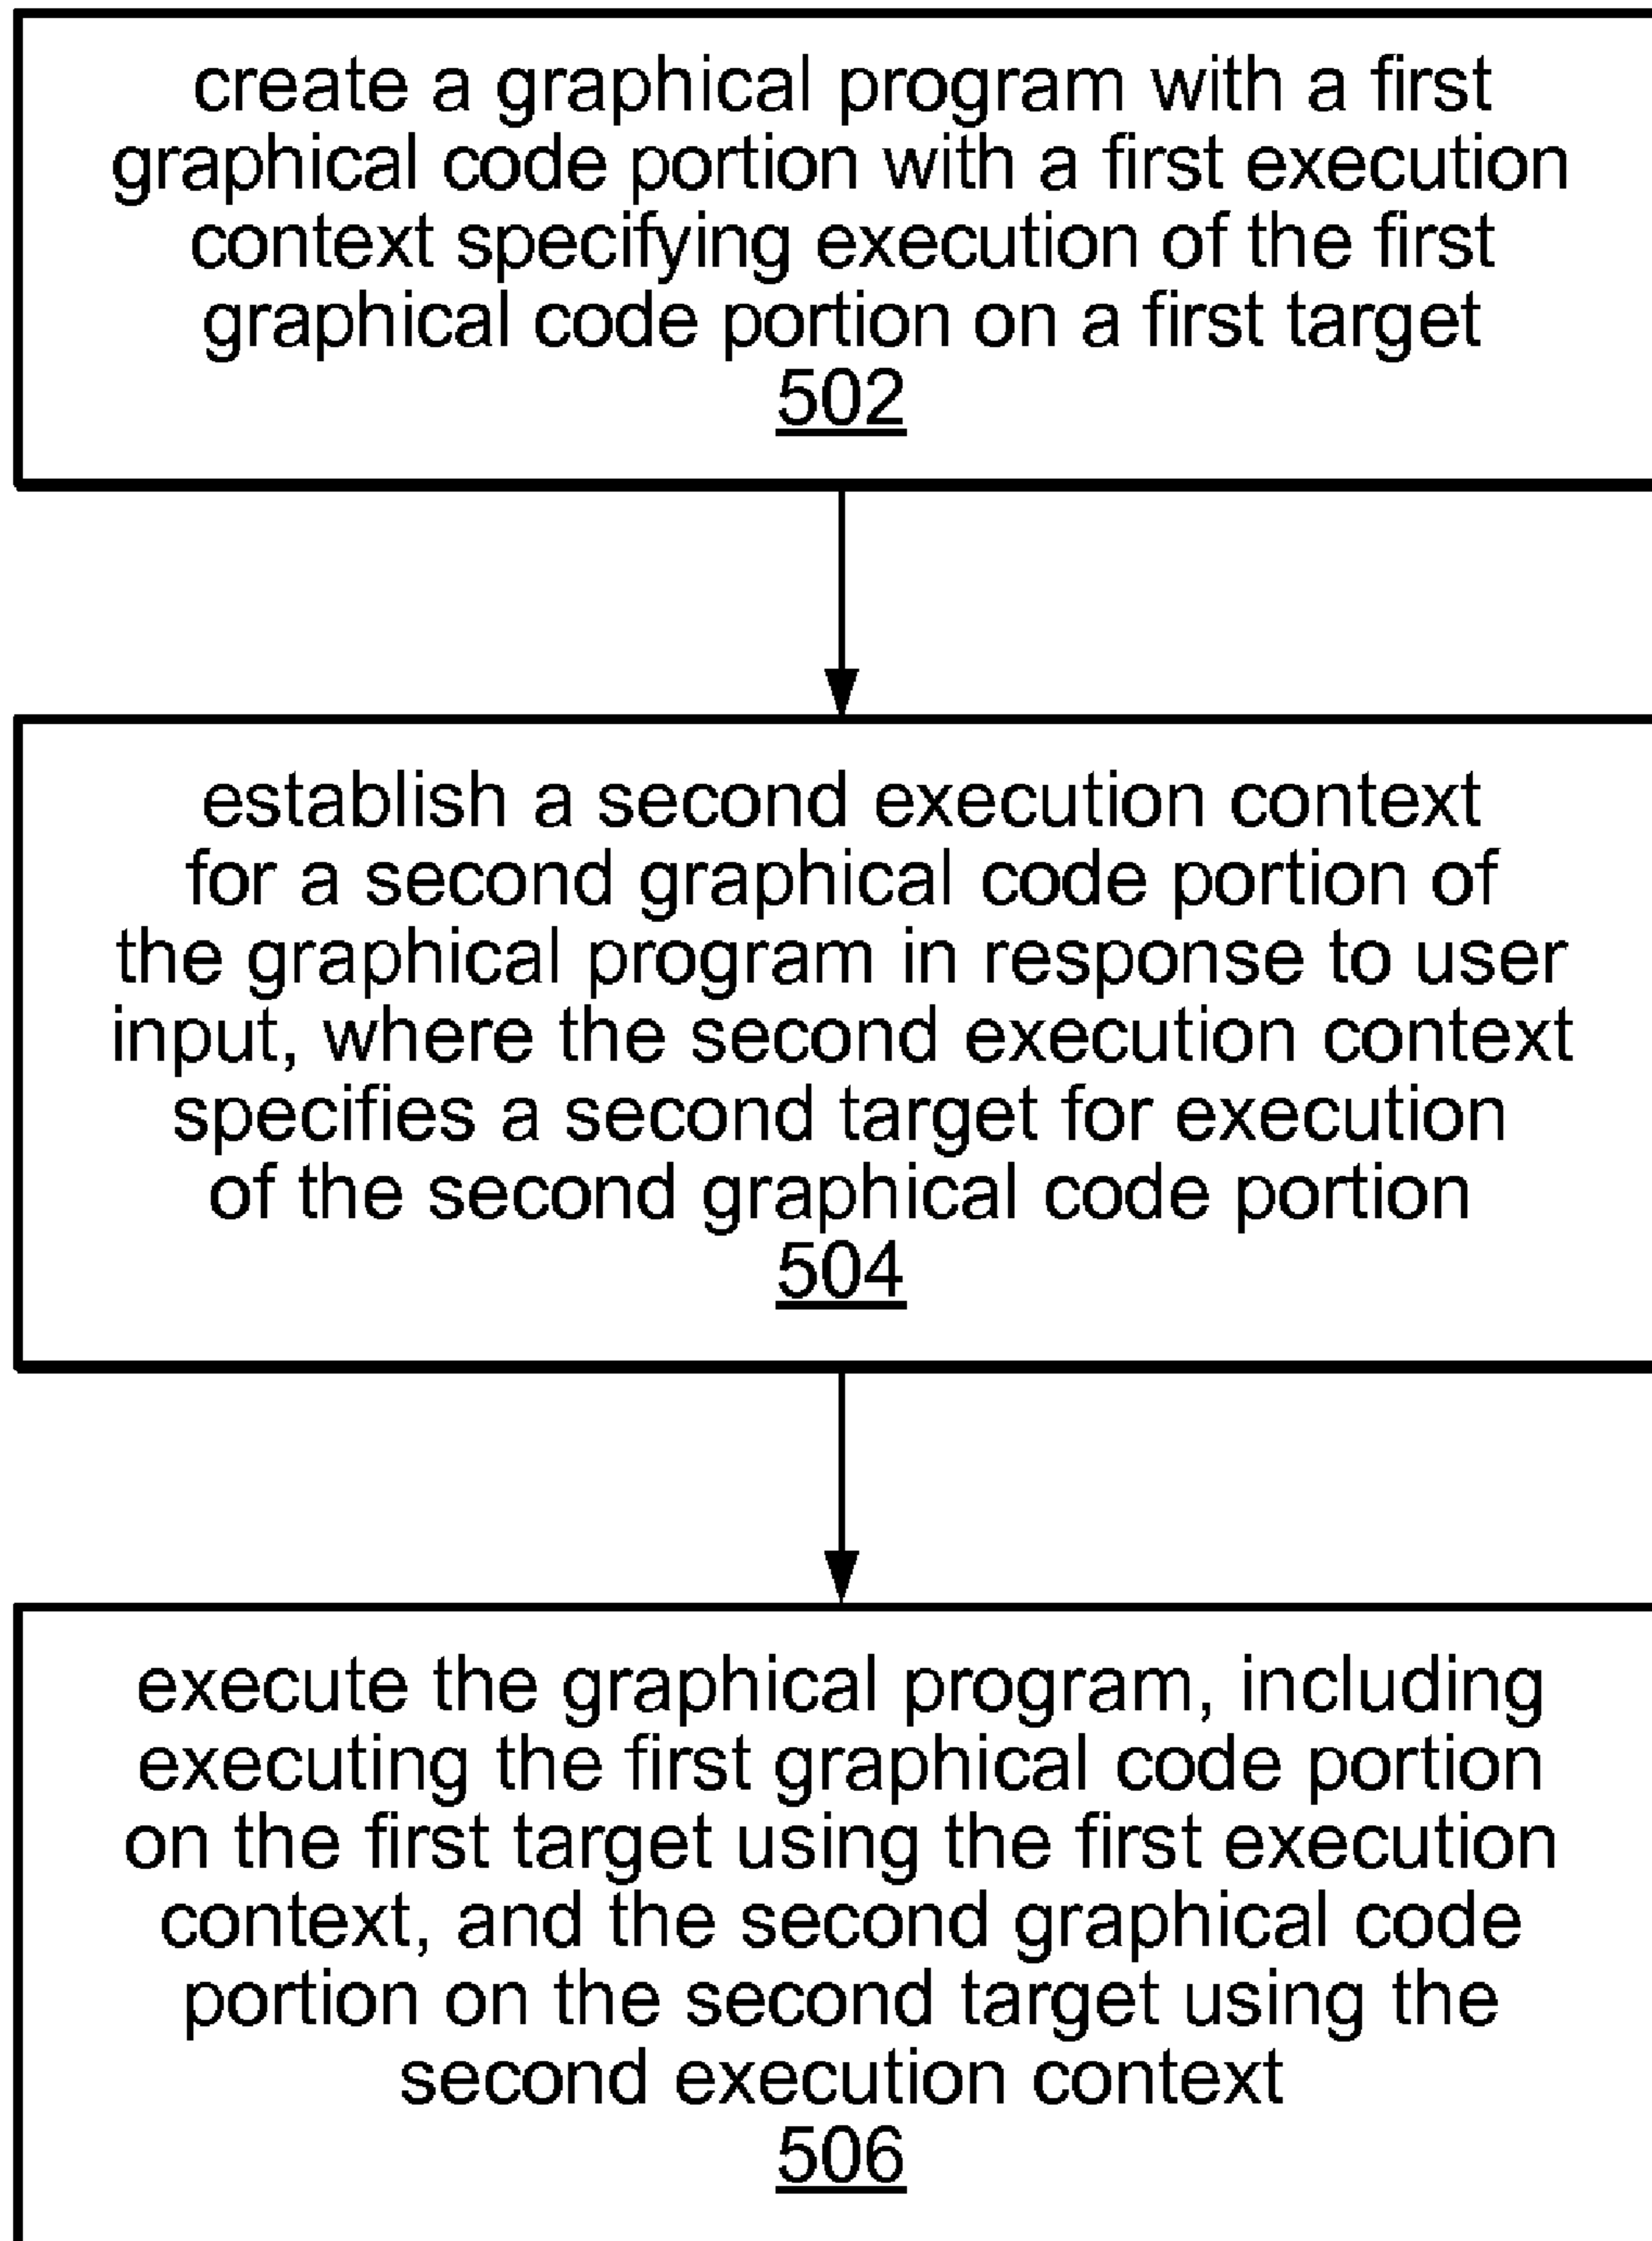 create a graphical program with a first
graphical code portion with a first execution
context specifying execution of the first
graphical code portion on a first target
502
establish a second execution context
for a second graphical code portion of
the graphical program in response to user
input, where the second execution context
specifies a second target for execution
of the second graphical code portion
504
execute the graphical program, including
executing the first graphical code portion
on the first target using the first execution
context, and the second graphical code
portion on the second target using the
second execution context
506